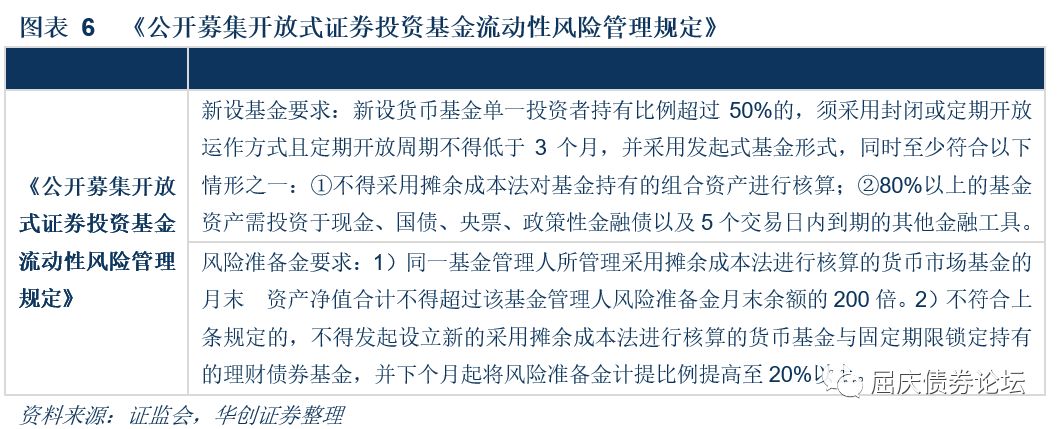 图表 6 《公开募集开放式证券投资基金流动性风险管理规定》
《公开募集开放
式证券投资基金
流动性风险管理
规定》
新设基金要求：新设货币基金单一投资者持有比例超过 50%的，须采用封闭或定期开放
运作方式且定期开放周期不得低于 3 个月，并采用发起式基金形式，同时至少符合以下
情形之一：①不得采用摊余成本法对基金持有的组合资产进行核算；②80%以上的基金
资产需投资于现金、国债、央票、政策性金融债以及 5 个交易日内到期的其他金融工具。
风险准备金要求：1）同一基金管理人所管理采用摊余成本法进行核算的货币市场基金的
月末 资产净值合计不得超过该基金管理人风险准备金月末余额的 200 倍。2）不符合上
条规定的，不得发起设立新的采用摊余成本法进行核算的货币基金与固定期限锁定持有
的理财债券基金，并下个月起将风险准备金计提比例提高至 20%以上。
屈庆债券论坛
资料来源：证监会，华创证券整理